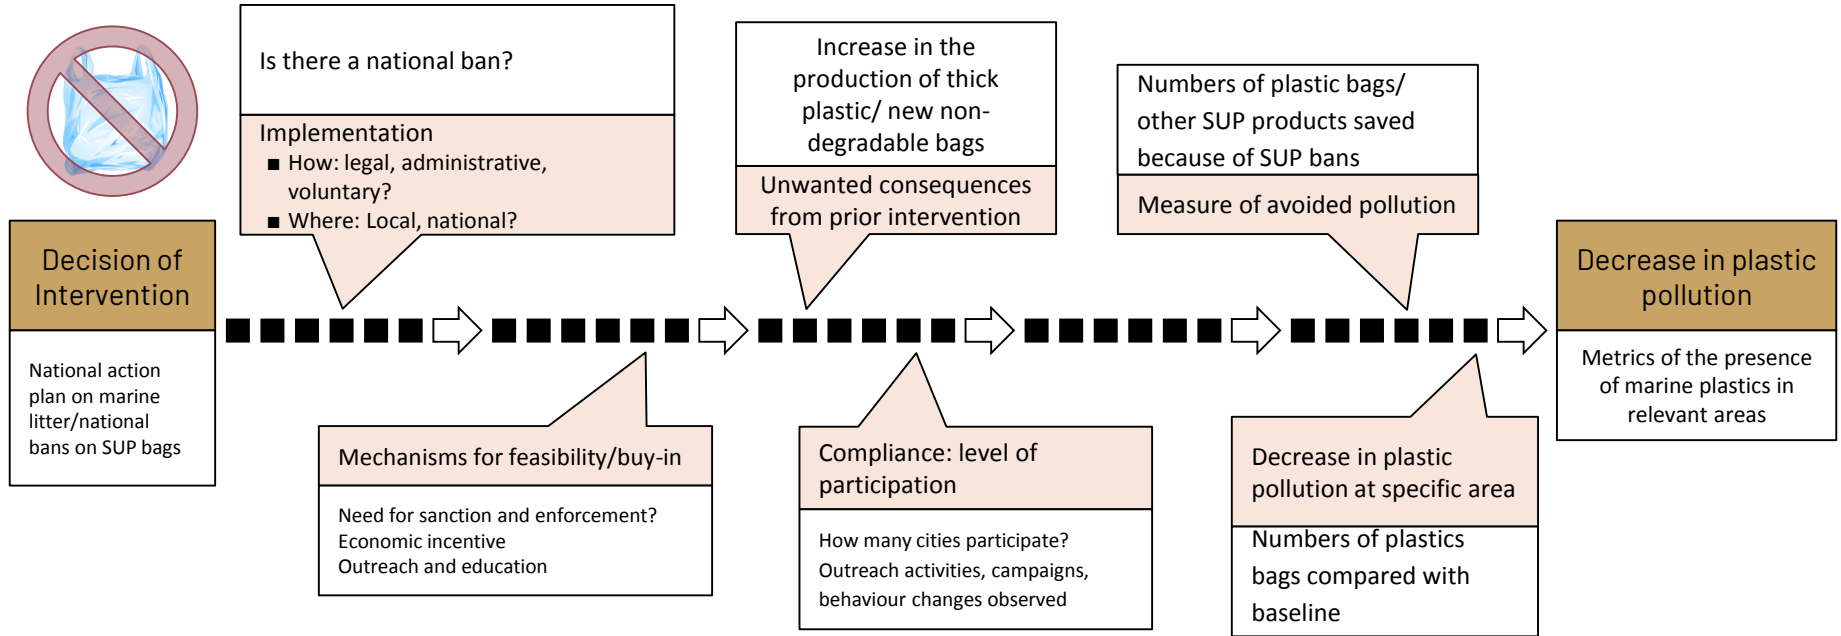 Is there a national ban?
Implementation
■ How: legal, administrative,
voluntary?
■ Where: Local, national?
Increase in the
production of thick
plastic/ new non-
degradable bags
Unwanted consequences
from prior intervention
Numbers of plastic bags/
other SUP products saved
because of SUP bans
Measure of avoided pollution
Decision of
Intervention
National action
plan on marine
litter/national
bans on SUP bags
Decrease in plastic
pollution
Metrics of the presence
of marine plastics in
relevant areas
Mechanisms for feasibility/buy-in
Need for sanction and enforcement?
Economic incentive
Outreach and education
Compliance: level of
participation
How many cities participate?
Outreach activities, campaigns,
behaviour changes observed
Decrease in plastic
pollution at specific area
Numbers of plastics
bags compared with
baseline